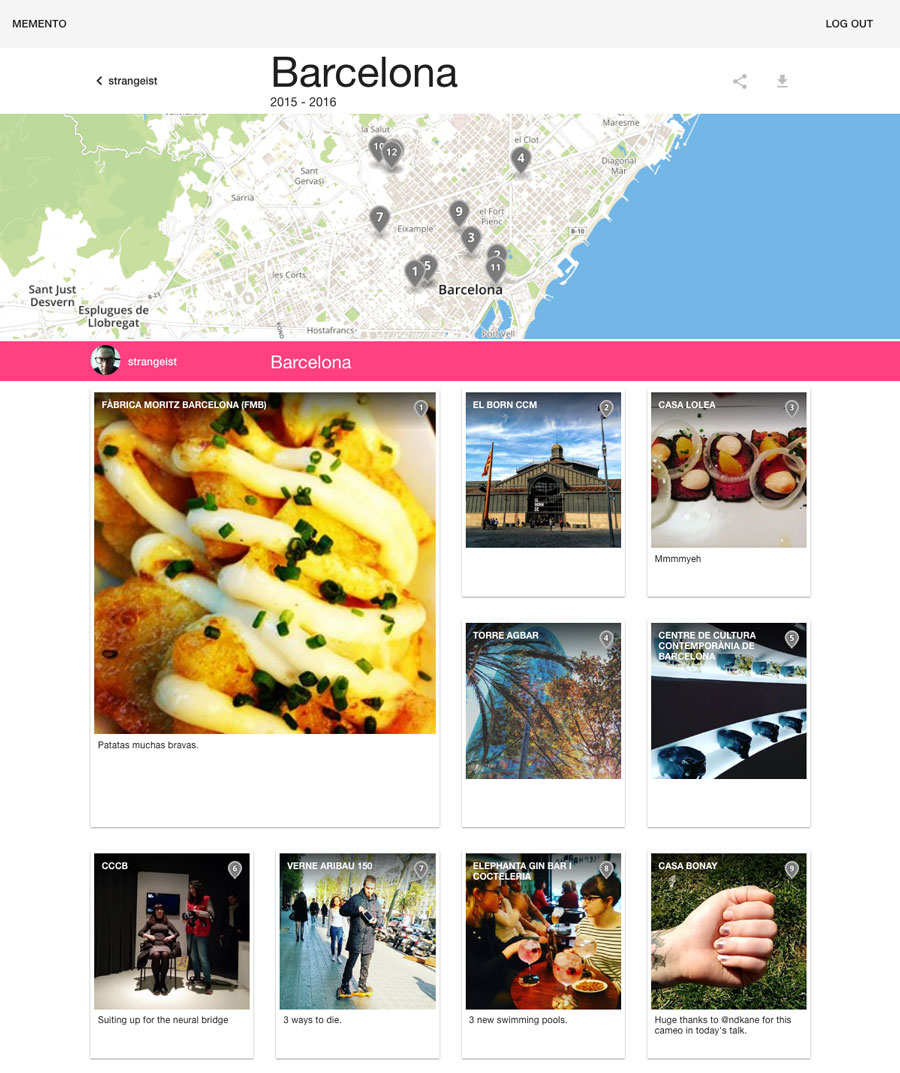 MEMENTO
LOG OUT
strangeist
Barcelona
2015 - 2016
la Salut
el Clot
Maresme
Diagonal
Mar
Sant
Gervasi
Sarrià
10
12
4
7
9
el Fort
Pienc
Eixample
3
B-10
2
11
1
5
les Corts
Barcelona
Sant Just
Desvern
B-23
Esplugues de
Llobregat
Hostafrancs
Port Vell
strangeist
Barcelona
FÀBRICA MORITZ BARCELONA (FMB)
1
Patatas muchas bravas.
EL BORN CCM
2
EL
BORN
CC
CASA LOLEA
3
Mmmmyeh
TORRE AGBAR
4
CENTRE DE CULTURA
CONTEMPORÀNIA DE
BARCELONA
5
CCCB
6
Suiting up for the neural bridge
VERNE ARIBAU 150
7
3 ways to die.
ELEPHANTA GIN BAR I
COCTELERIA
8
3 new swimming pools.
CASA BONAY
9
Huge thanks to @ndkane for this
cameo in today's talk.